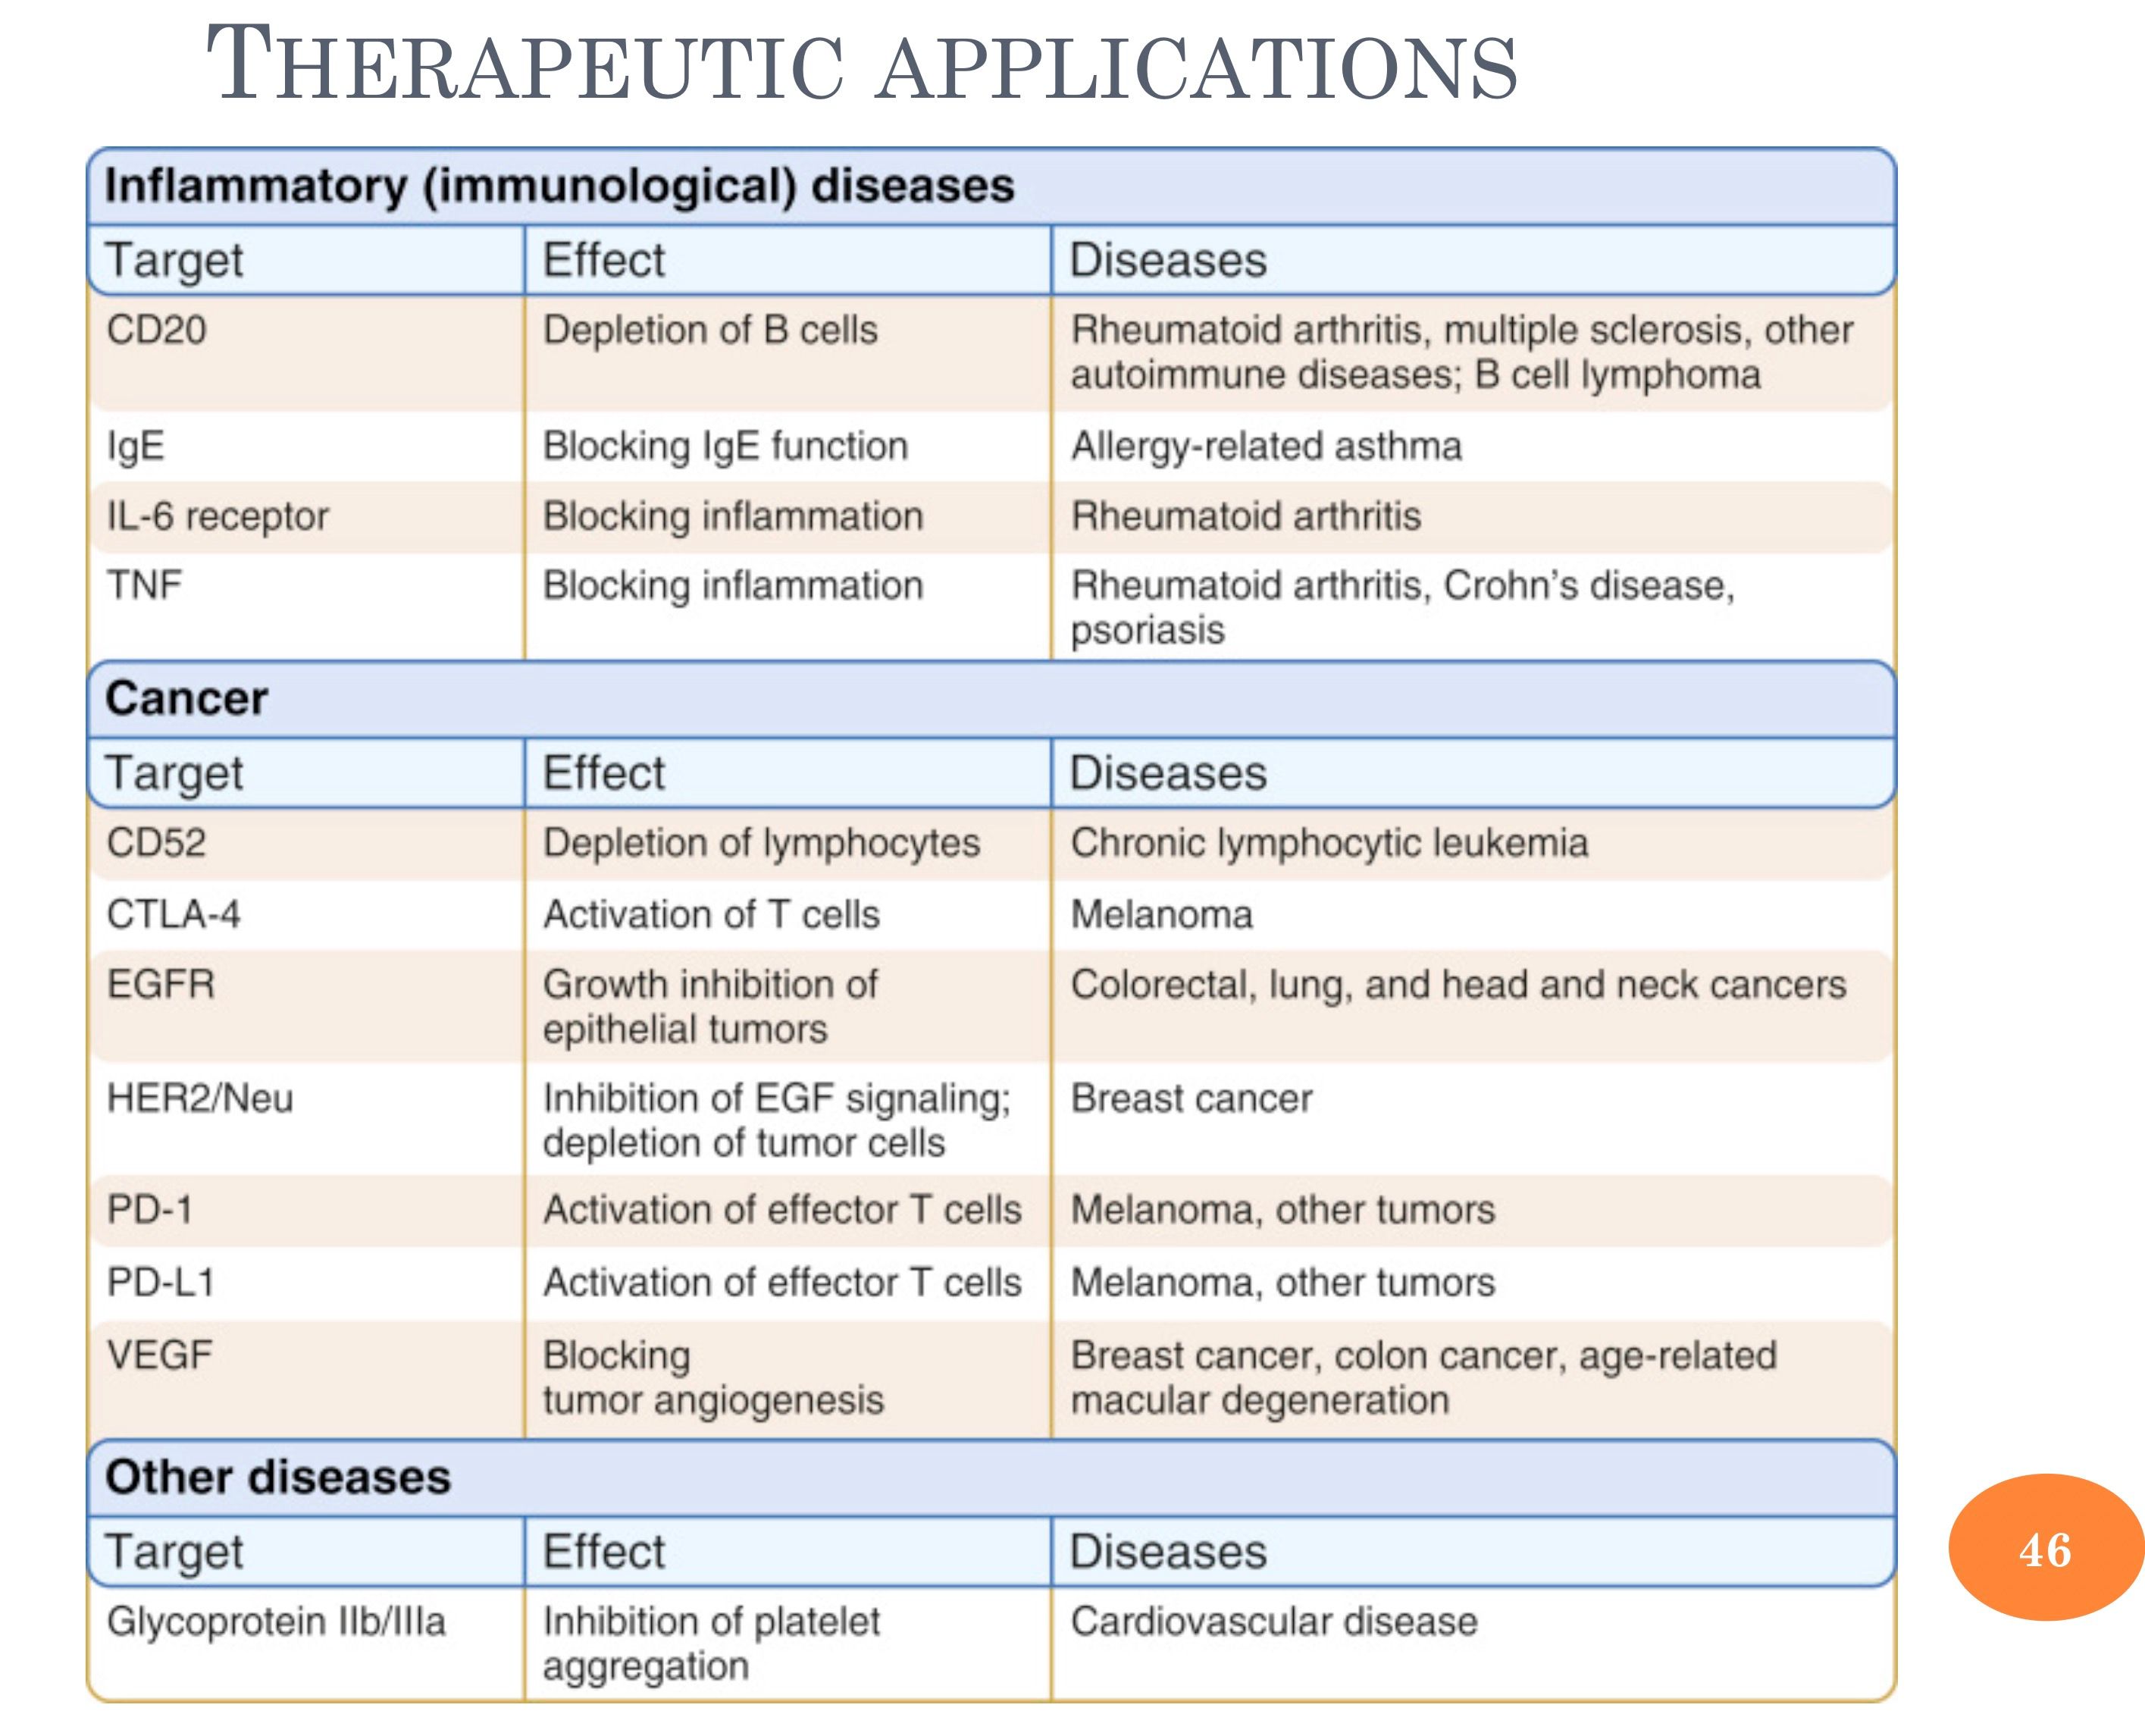 THERAPEUTIC APPLICATIONS
Inflammatory (immunological) diseases
Target Effect Diseases
CD20 Depletion of B cells Rheumatoid arthritis, multiple sclerosis, other
autoimmune diseases; B cell lymphoma
IgE Blocking IgE function Allergy-related asthma
IL-6 receptor Blocking inflammation Rheumatoid arthritis
TNF Blocking inflammation Rheumatoid arthritis, Crohn’s disease,
psoriasis
Cancer
Target Effect Diseases
CD52 Depletion of lymphocytes Chronic lymphocytic leukemia
CTLA-4 Activation of T cells Melanoma
EGFR Growth inhibition of Colorectal, lung, and head and neck cancers
epithelial tumors
HER2/Neu Inhibition of EGF signaling; Breast cancer
depletion of tumor cells
PD-1 Activation of effector T cells Melanoma, other tumors
PD-L1 Activation of effector T cells Melanoma, other tumors
VEGF Blocking Breast cancer, colon cancer, age-related
tumor angiogenesis macular degeneration
Other diseases
Target Effect Diseases
Glycoprotein IIb/IIIa Inhibition of platelet Cardiovascular disease
aggregation
46